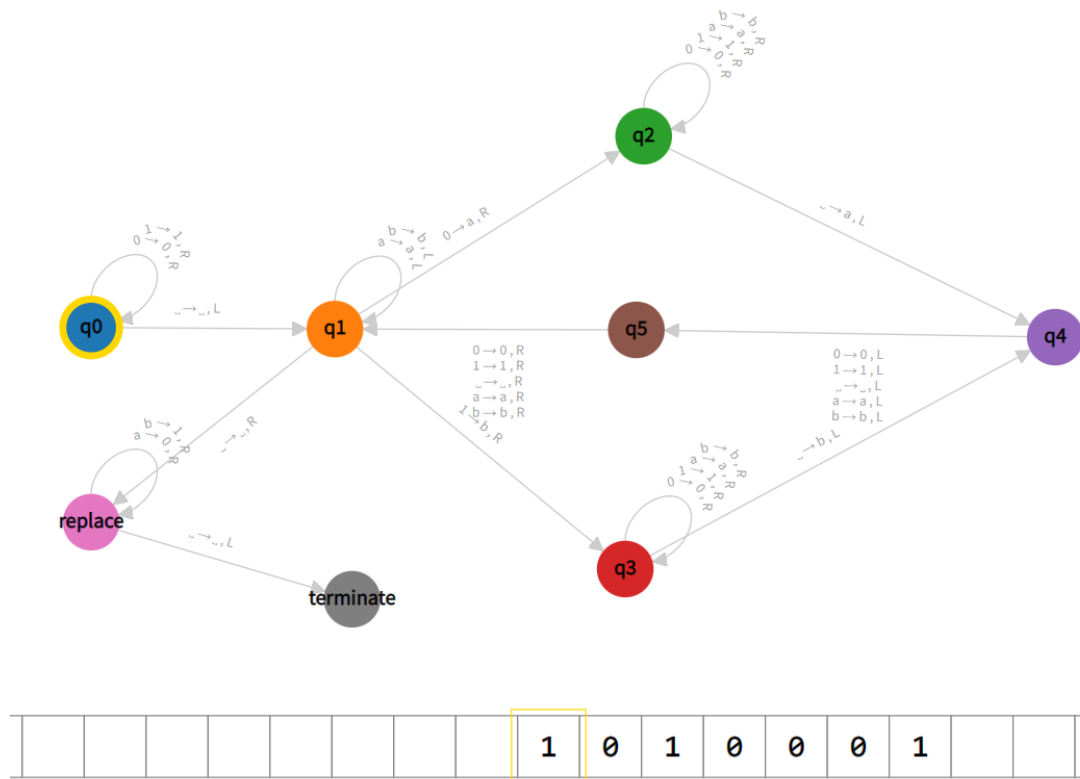 b→b,R
a→a,R
1→1,R
0→0,R
q2
␣→a,L
0→a,R
b→b,L
a→a,L
1→1,R
0→0,R
␣→␣,L
q0
q1
q5
q4
0→0,R
1→1,R
␣→␣,R
a→a,R
b→b,R
1→b,R
0→0,L
1→1,L
␣→␣,L
a→a,L
b→b,L
␣→b,L
␣→␣,R
b→1,R
a→0,R
replace
␣→␣,L
b→b,R
a→a,R
1→1,R
0→0,R
q3
terminate
1 0 1 0 0 0 1